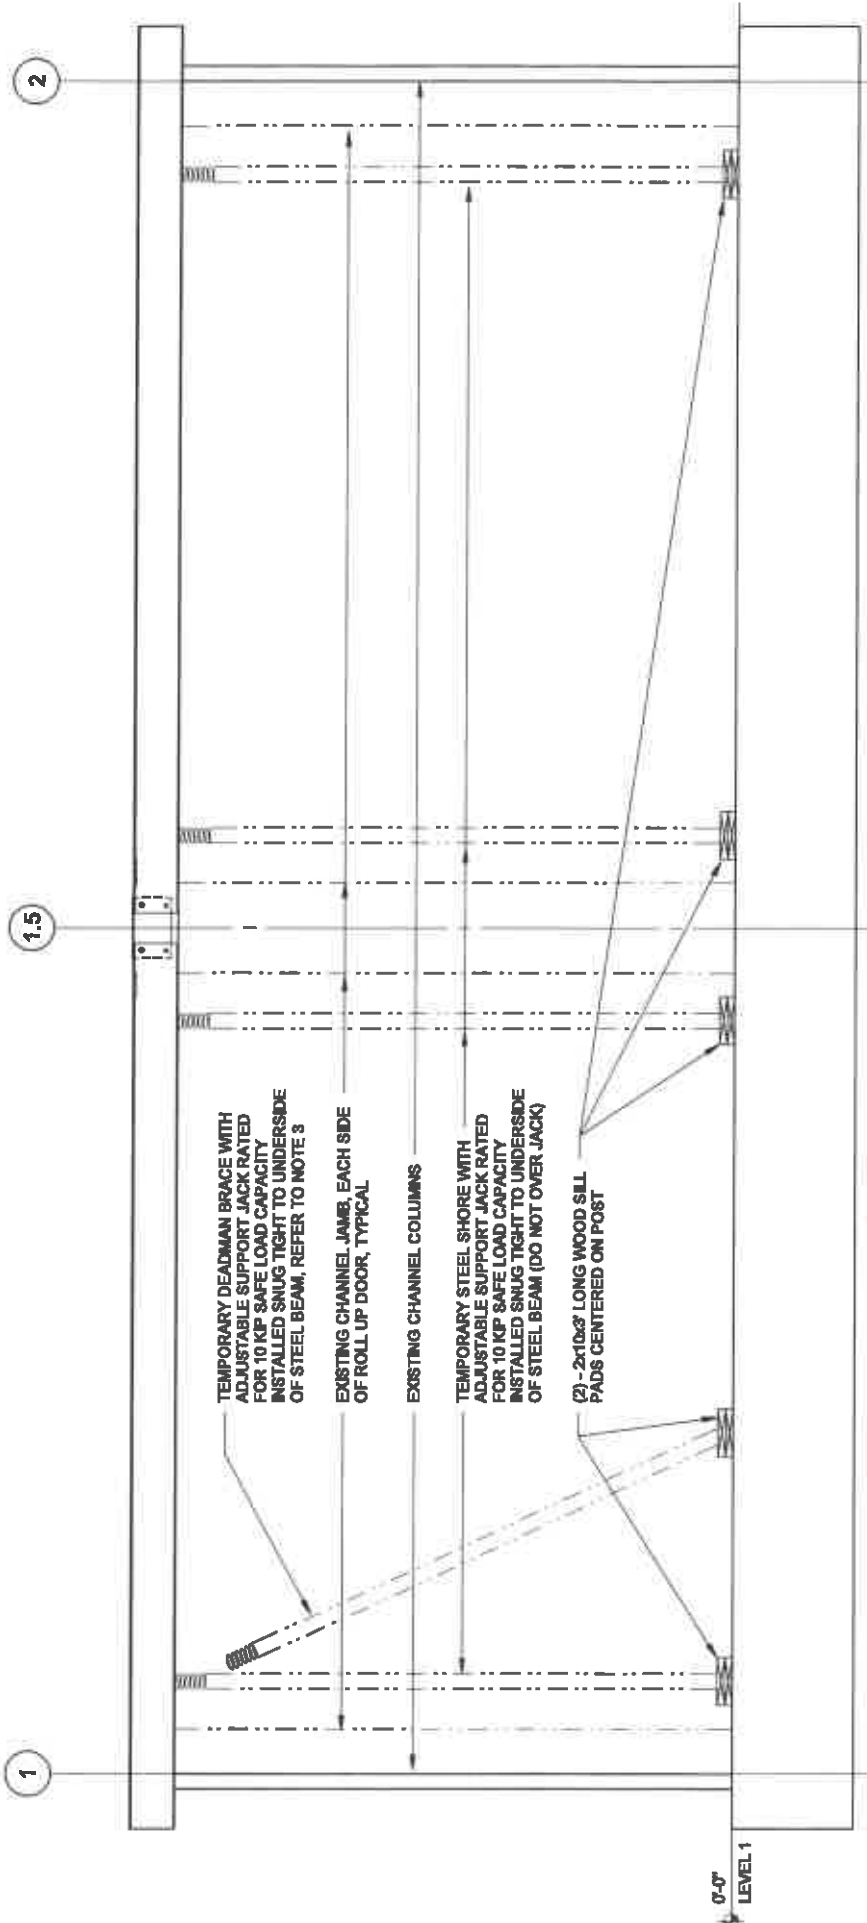 1
1.5
2
TEMPORARY DEADMAN BRACE WITH
ADJUSTABLE SUPPORT JACK RATED
FOR 10 KIP SAFE LOAD CAPACITY
INSTALLED SNUG TIGHT TO UNDERSIDE
OF STEEL BEAM, REFER TO NOTE 3
EXISTING CHANNEL JAMB, EACH SIDE
OF ROLL UP DOOR, TYPICAL
EXISTING CHANNEL COLUMNS
TEMPORARY STEEL SHORE WITH
ADJUSTABLE SUPPORT JACK RATED
FOR 10 KIP SAFE LOAD CAPACITY
INSTALLED SNUG TIGHT TO UNDERSIDE
OF STEEL BEAM (DO NOT OVER JACK)
(2) - 2x10x3' LONG WOOD SILL
PADS CENTERED ON POST
0'-0"
LEVEL 1